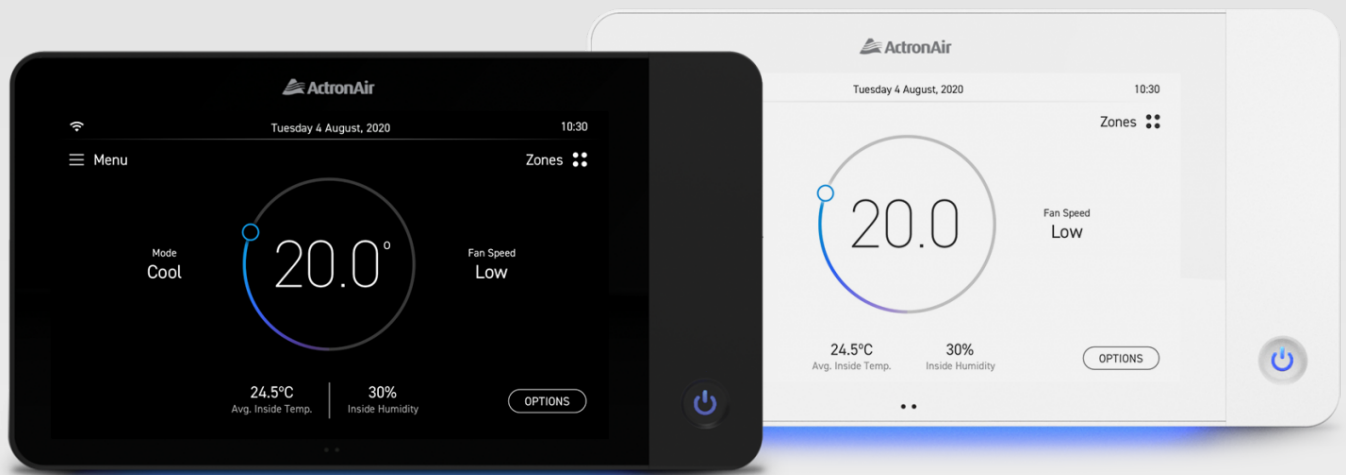 ActronAir
Tuesday 4 August, 2020
10:30
Menu
Zones
Mode
Cool
20.0°
Fan Speed
Low
24.5°C
Avg. Inside Temp.
30%
Inside Humidity
OPTIONS
ActronAir
Tuesday 4 August, 2020
10:30
Zones
20.0
Fan Speed
Low
24.5°C
Avg. Inside Temp.
30%
Inside Humidity
OPTIONS